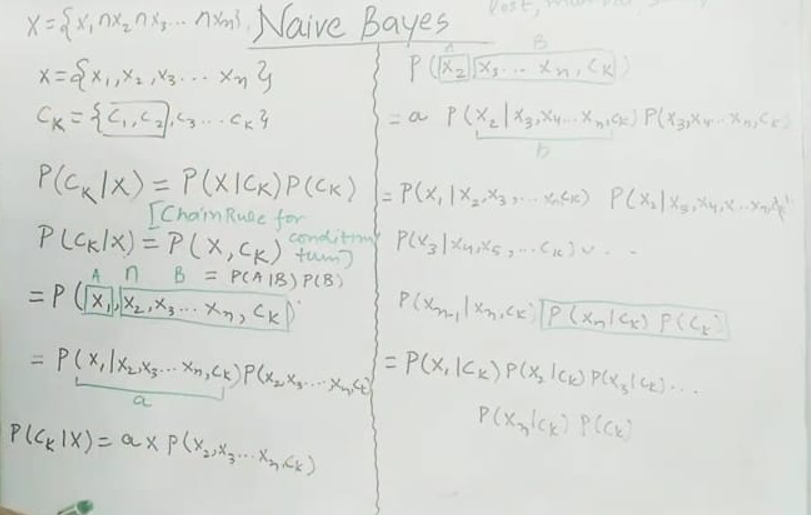 Naive Bayes
X = {x₁ ∩ x₂ ∩ x₃ ... ∩ xₙ}
X = {x₁, x₂, x₃ ... xₙ}
Cₖ = {C₁, C₂, C₃ ... Cₖ}
P(Cₖ|X) = P(X|Cₖ) P(Cₖ)
[Chain Rule for
P(Cₖ|X) = P(X, Cₖ)
A ∩ B = P(A|B) P(B)
= P(x₁, x₂, x₃ ... xₙ, Cₖ)
= P(x₁|x₂,x₃ ... xₙ, Cₖ) P(x₂,x₃ ..., xₙ, Cₖ)
a
P(Cₖ|X) = a x P(x₂,x₃ ... xₙ, Cₖ)
A B
P(x₂, x₃ ... xₙ, Cₖ)
= a P(x₂|x₃,x₄ ... xₙ,Cₖ) P(x₃,x₄ ... xₙ, Cₖ)
b
= P(x₁|x₂,x₃, ... xₙ,Cₖ) P(x₂|x₃,x₄,
P(x₃|x₄,x₅, ... Cₖ) ...
P(xₙ₋₁|xₙ,Cₖ) P(xₙ|Cₖ) P(Cₖ)
= P(x₁|Cₖ) P(x₂|Cₖ) P(x₃|Cₖ) ...
P(xₙ|Cₖ) P(Cₖ)